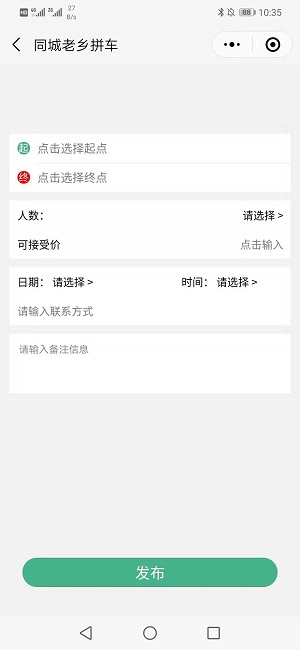 HD 4G 2G 27 B/s 88 10:35
同城老乡拼车
起 点击选择起点
终 点击选择终点
人数: 请选择 >
可接受价 点击输入
日期: 请选择 > 时间: 请选择 >
请输入联系方式
请输入备注信息
发布